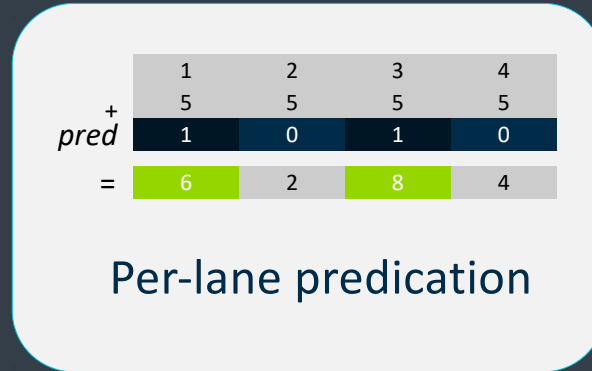 1 2 3 4
+ 5 5 5 5
pred 1 0 1 0
= 6 2 8 4
Per-lane predication